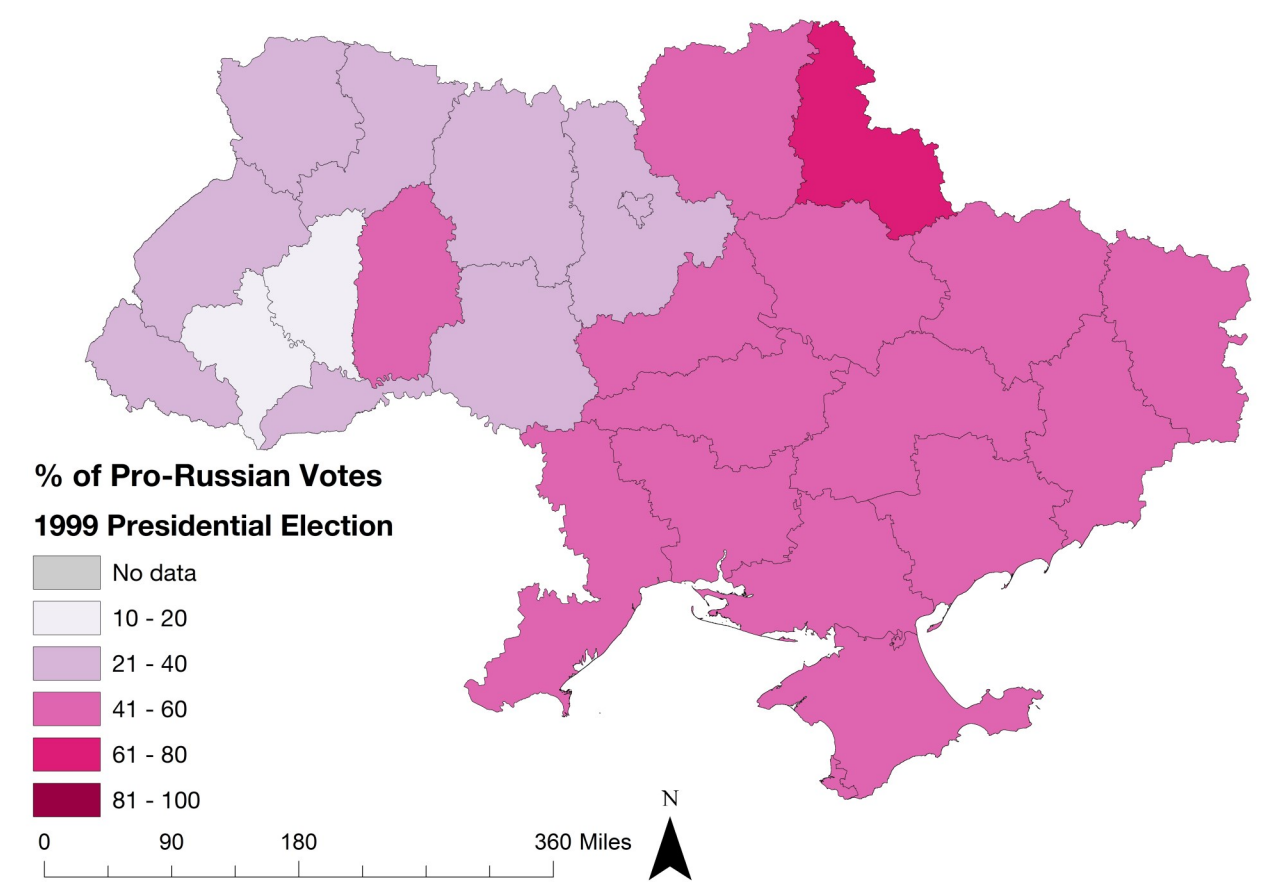 % of Pro-Russian Votes
1999 Presidential Election
No data
10 - 20
21 - 40
41 - 60
61 - 80
81 - 100
0 90 180 360 Miles
N